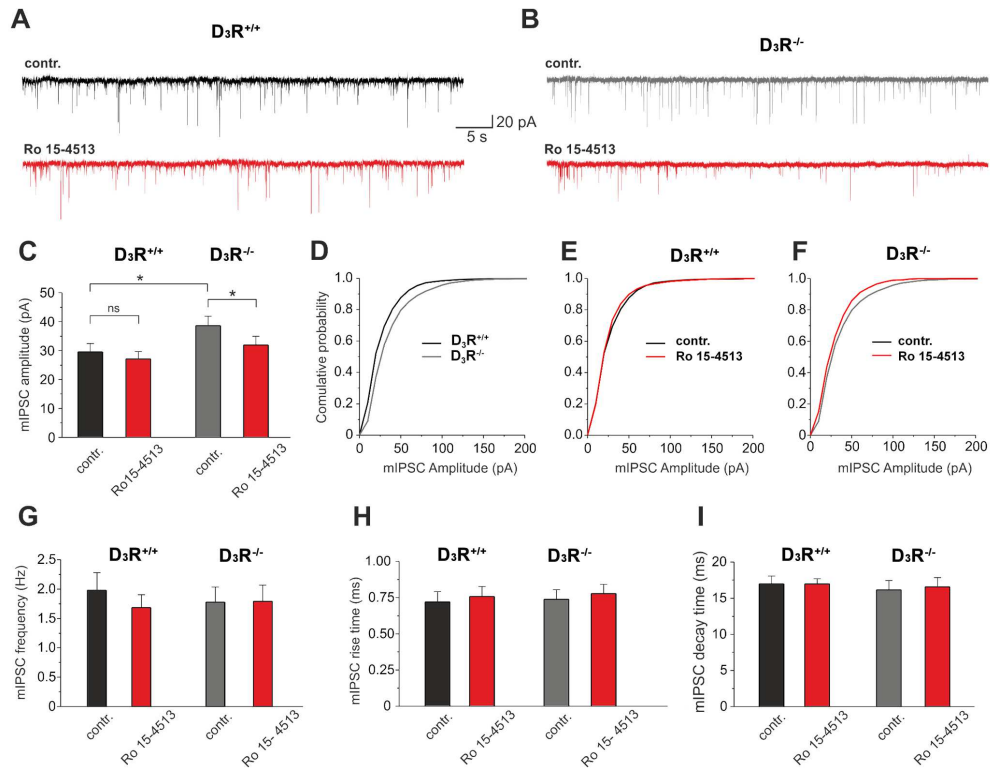 A
D₃R⁺/⁺
contr.
20 pA
5 s
Ro 15-4513
B
D₃R⁻/⁻
contr.
Ro 15-4513
C
D₃R⁺/⁺ D₃R⁻/⁻
mIPSC amplitude (pA)
50
40
30
20
10
0
*
ns
*
contr.
Ro15-4513
contr.
Ro 15-4513
D
Comulative probability
1.0
0.8
0.6
0.4
0.2
0.0
D₃R⁺/⁺
D₃R⁻/⁻
0 50 100 150 200
mIPSC Amplitude (pA)
E
D₃R⁺/⁺
1.0
0.8
0.6
0.4
0.2
0.0
contr.
Ro 15-4513
0 50 100 150 200
mIPSC Amplitude (pA)
F
D₃R⁻/⁻
1.0
0.8
0.6
0.4
0.2
0.0
contr.
Ro 15-4513
0 50 100 150 200
mIPSC Amplitude (pA)
G
D₃R⁺/⁺ D₃R⁻/⁻
mIPSC frequency (Hz)
2.5
2.0
1.5
1.0
0.5
0.0
contr.
Ro 15-4513
contr.
Ro 15-4513
H
D₃R⁺/⁺ D₃R⁻/⁻
mIPSC rise time (ms)
1.00
0.75
0.50
0.25
0
contr.
Ro 15-4513
contr.
Ro 15- 4513
I
D₃R⁺/⁺ D₃R⁻/⁻
mIPSC decay time (ms)
20
15
10
5
0
contr.
Ro 15-4513
contr.
Ro 15-4513